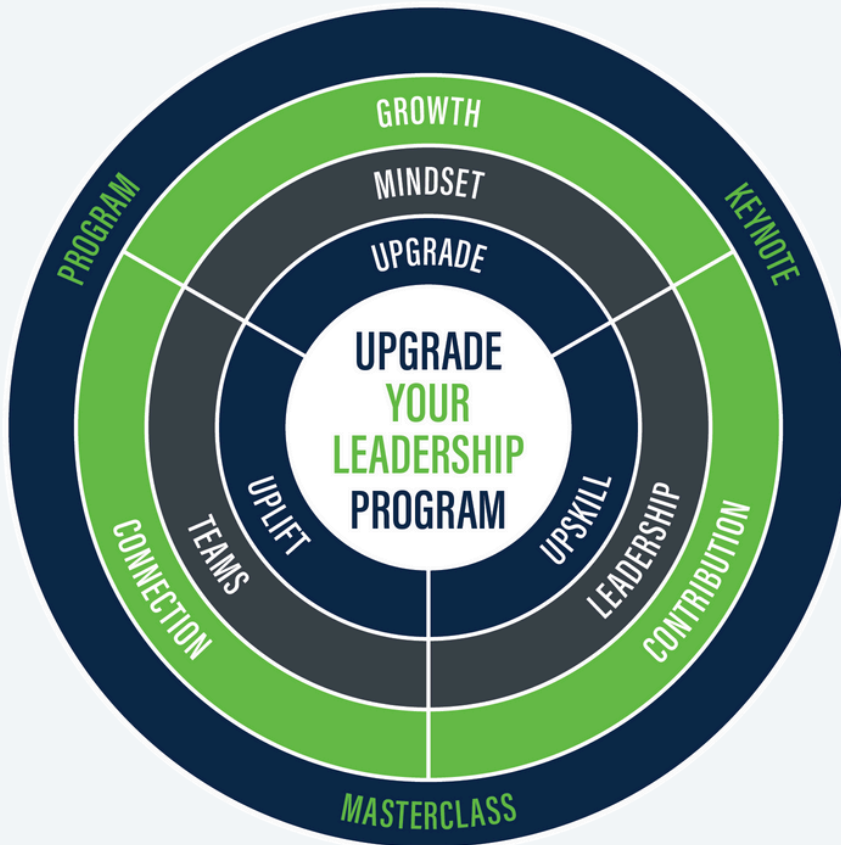 PROGRAM
KEYNOTE
MASTERCLASS
GROWTH
MINDSET
UPGRADE
UPGRADE
YOUR
LEADERSHIP
PROGRAM
UPLIFT
TEAMS
CONNECTION
UPSKILL
LEADERSHIP
CONTRIBUTION